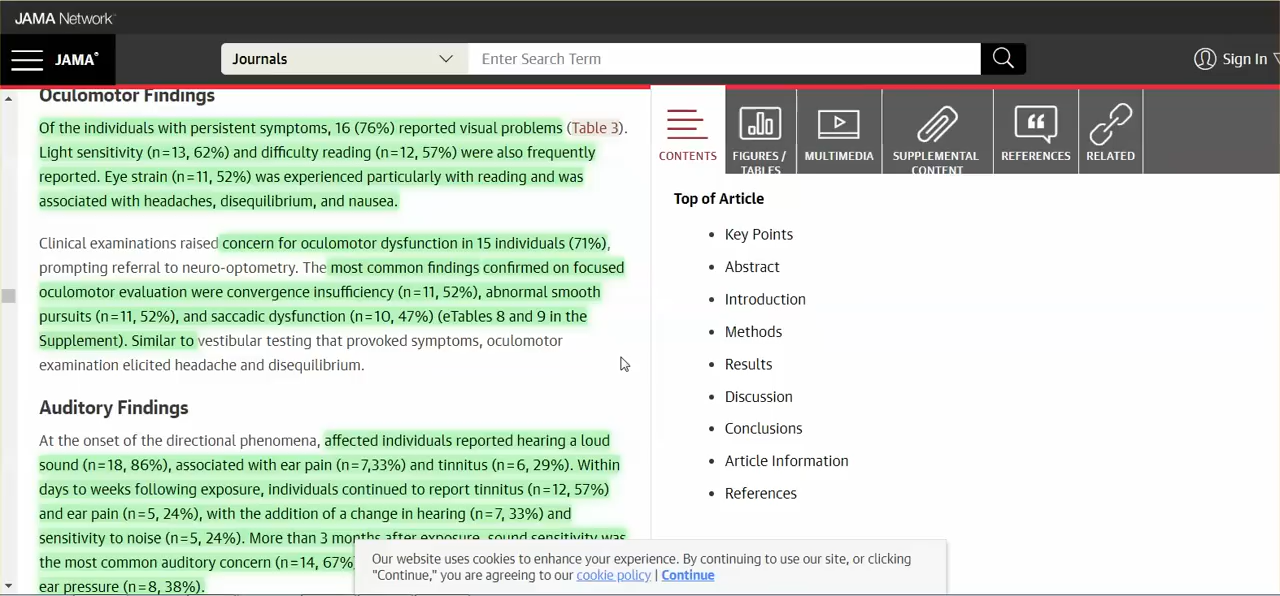 JAMA Network
JAMA
Journals
Enter Search Term
Sign In
Oculomotor Findings
Of the individuals with persistent symptoms, 16 (76%) reported visual problems (Table 3).
Light sensitivity (n=13, 62%) and difficulty reading (n=12, 57%) were also frequently
reported. Eye strain (n=11, 52%) was experienced particularly with reading and was
associated with headaches, disequilibrium, and nausea.
Clinical examinations raised concern for oculomotor dysfunction in 15 individuals (71%),
prompting referral to neuro-optometry. The most common findings confirmed on focused
oculomotor evaluation were convergence insufficiency (n=11, 52%), abnormal smooth
pursuits (n=11, 52%), and saccadic dysfunction (n=10, 47%) (eTables 8 and 9 in the
Supplement). Similar to vestibular testing that provoked symptoms, oculomotor
examination elicited headache and disequilibrium.
Auditory Findings
At the onset of the directional phenomena, affected individuals reported hearing a loud
sound (n=18, 86%), associated with ear pain (n=7,33%) and tinnitus (n=6, 29%). Within
days to weeks following exposure, individuals continued to report tinnitus (n=12, 57%)
and ear pain (n=5, 24%), with the addition of a change in hearing (n=7, 33%) and
sensitivity to noise (n=5, 24%). More than 3 months after exposure, sound sensitivity was
the most common auditory concern (n=14, 67%)
ear pressure (n=8, 38%).
CONTENTS
FIGURES /
TABLES
MULTIMEDIA
SUPPLEMENTAL
CONTENT
REFERENCES
RELATED
Top of Article
Key Points
Abstract
Introduction
Methods
Results
Discussion
Conclusions
Article Information
References
Our website uses cookies to enhance your experience. By continuing to use our site, or clicking
"Continue," you are agreeing to our cookie policy | Continue